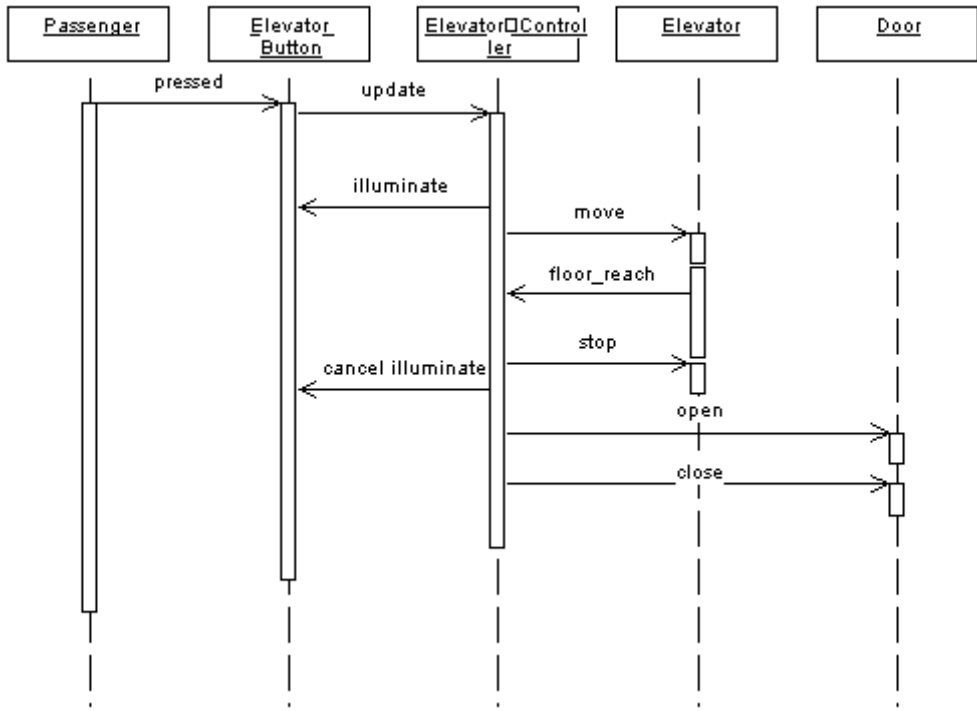 Passenger
Elevator
Button
Elevator□Control
ler
Elevator
Door
pressed
update
illuminate
move
floor_reach
stop
cancel illuminate
open
close